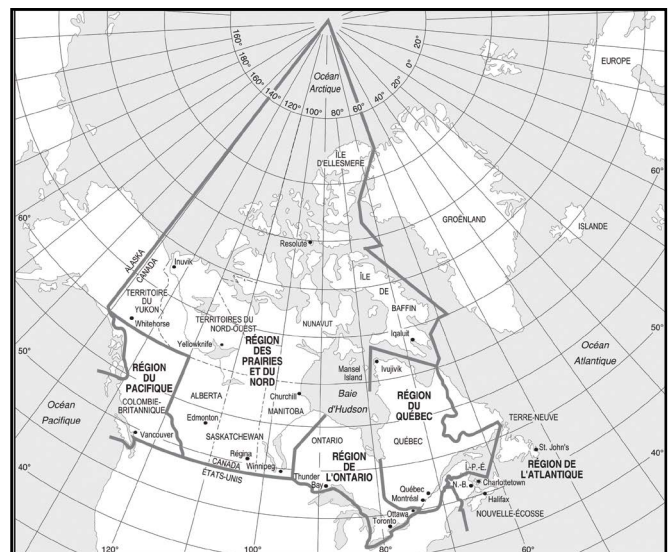 160°
180°
160°
140°
120°
100°
80°
60°
40°
20°
0°
20°
Océan
Arctique
EUROPE
ÎLE
D'ELLESMERE
GROËNLAND
ISLANDE
60°
60°
Resolute
ALASKA
CANADA
Inuvik
ÎLE
DE
BAFFIN
TERRITOIRE
DU
YUKON
Whitehorse
TERRITOIRES DU
NORD-OUEST
Yellowknife
NUNAVUT
Iqaluit
RÉGION
DES
PRAIRIES
ET DU
NORD
50°
50°
Océan
Atlantique
Mansel
Island
Ivujivik
RÉGION
DU
PACIFIQUE
COLOMBIE-
BRITANNIQUE
Océan
Pacifique
Vancouver
ALBERTA
Edmonton
SASKATCHEWAN
Régina
Churchill
MANITOBA
Winnipeg
Baie
d'Hudson
RÉGION
DU
QUÉBEC
QUÉBEC
TERRE-NEUVE
St. John's
RÉGION DE
L'ATLANTIQUE
ONTARIO
RÉGION
DE
L'ONTARIO
Thunder
Bay
CANADA
ÉTATS-UNIS
Québec
Montréal
Ottawa
Toronto
Î.-P.-É.
N.-B.
Charlottetown
Halifax
NOUVELLE-ÉCOSSE
40°
40°
120°
100°
80°
60°